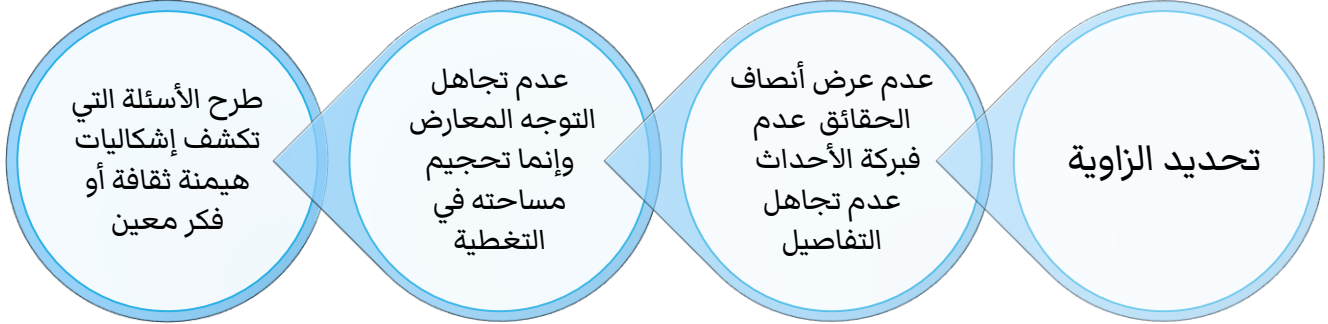 تحديد الزاوية
عدم عرض أنصاف
الحقائق عدم
فبركة الأحداث
عدم تجاهل
التفاصيل
عدم تجاهل
التوجه المعارض
وإنما تحجيم
مساحته في
التغطية
طرح الأسئلة التي
تكشف إشكاليات
هيمنة ثقافة أو
فكر معين